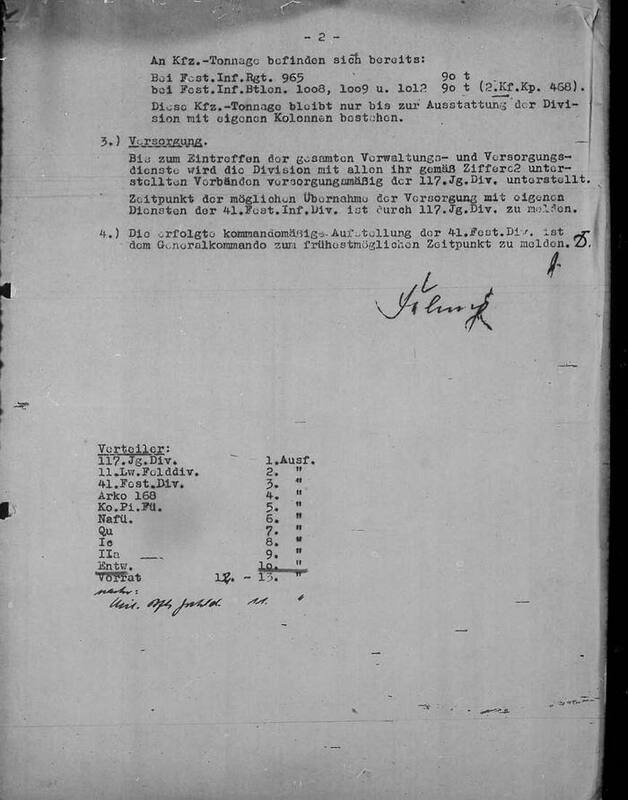 - 2 -
An Kfz.-Tonnage befinden sich bereits:
Bei Fest.Inf.Rgt. 965 90 t
bei Fest.Inf.Btlen. 1008, 1009 u. 1012 90 t (2.Kf.Kp. 468).
Diese Kfz.-Tonnage bleibt nur bis zur Ausstattung der Divi-
sion mit eigenen Kolonnen bestehen.
3.) Versorgung.
Bis zum Eintreffen der gesamten Verwaltungs- und Versorgungs-
dienste wird die Division mit allen ihr gemäß Ziffer 2 unter-
stellten Verbänden versorgungsmäßig der 117.Jg.Div. unterstellt.
Zeitpunkt der möglichen Übernahme der Versorgung mit eigenen
Diensten der 41.Fest.Inf.Div. ist durch 117.Jg.Div. zu melden.
4.) Die erfolgte kommandomäßige Aufstellung der 41.Fest.Div. ist
dem Generalkommando zum frühestmöglichen Zeitpunkt zu melden.
Verteiler:
117.Jg.Div. 1.Ausf.
11.Lw.Felddiv. 2. "
41.Fest.Div. 3. "
Arko 168 4. "
Ko.Pi.Fü. 5. "
Nafü. 6. "
Qu 7. "
Ic 8. "
IIa 9. "
Entw. 10. "
Vorrat 12. - 13. "
11. "